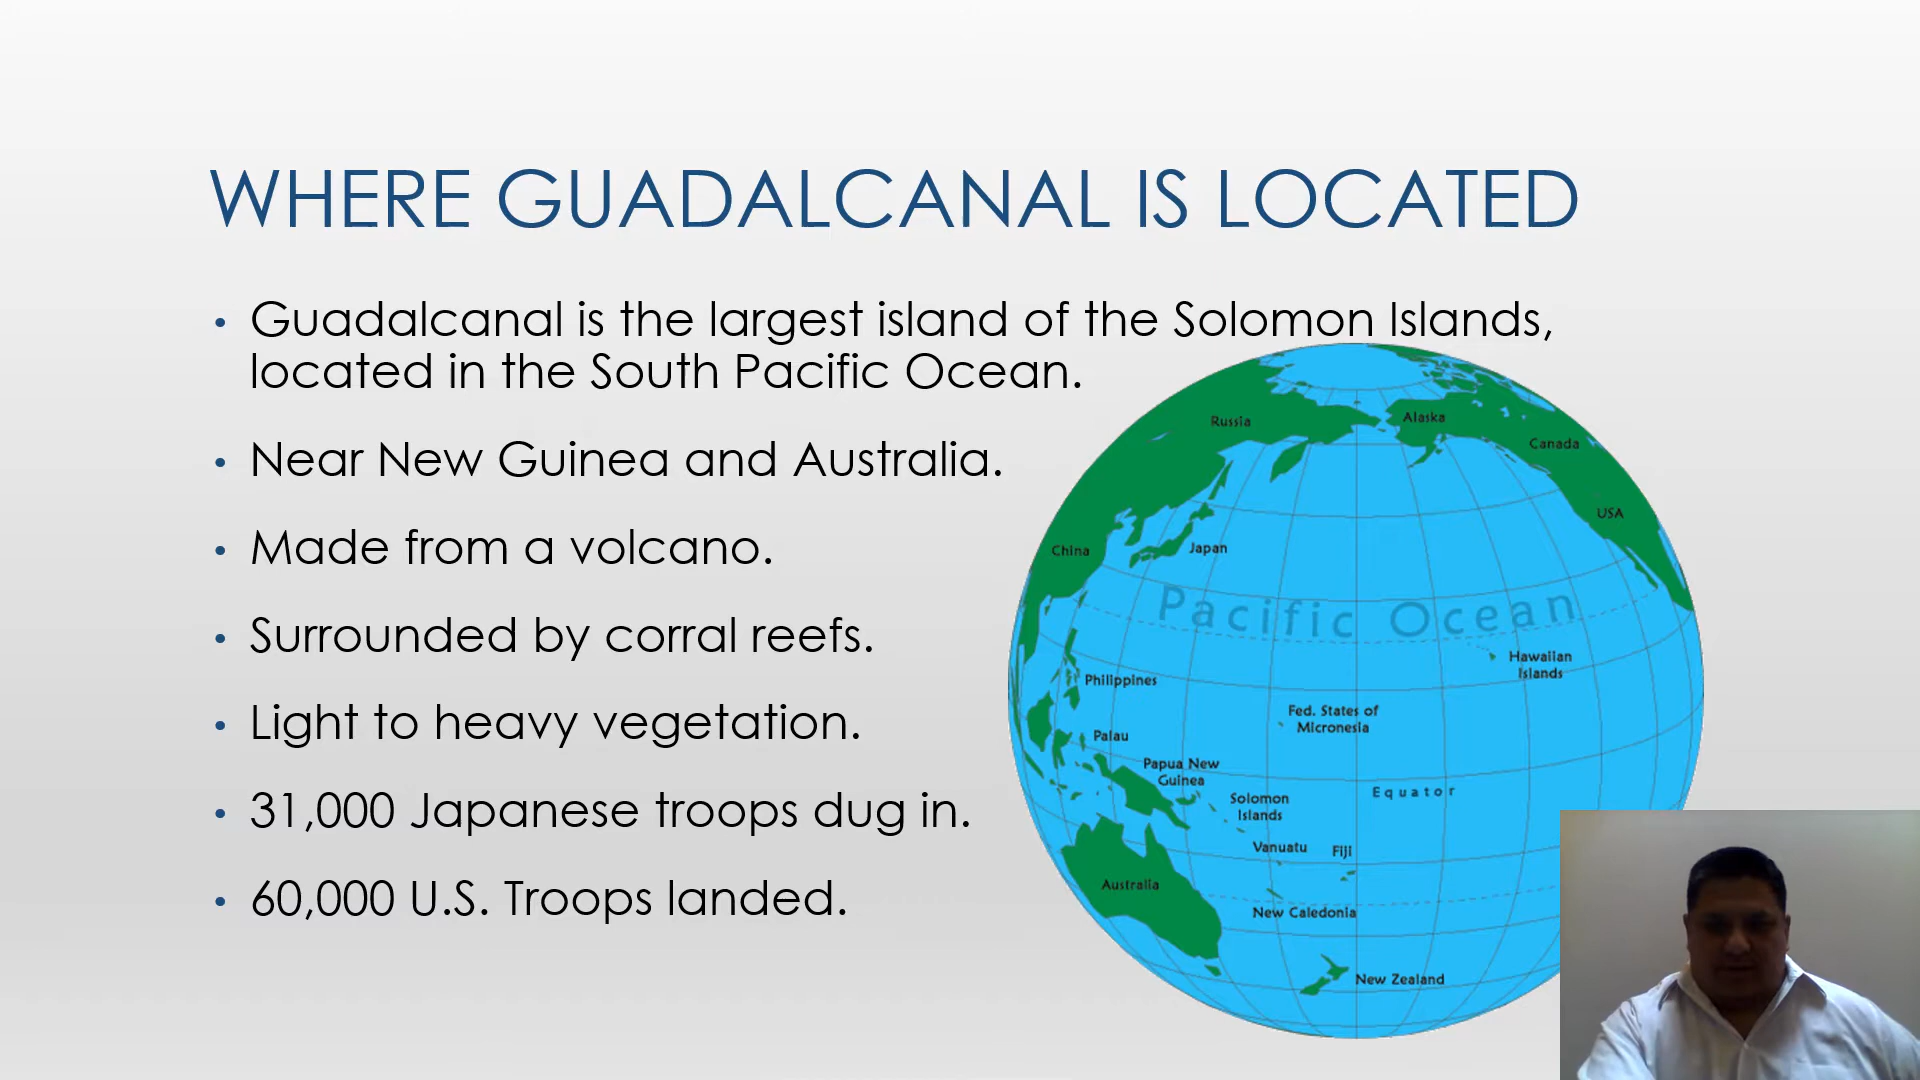 WHERE GUADALCANAL IS LOCATED
• Guadalcanal is the largest island of the Solomon Islands,
located in the South Pacific Ocean.
• Near New Guinea and Australia.
• Made from a volcano.
• Surrounded by corral reefs.
• Light to heavy vegetation.
• 31,000 Japanese troops dug in.
• 60,000 U.S. Troops landed.
Russia
Alaska
Canada
USA
China
Japan
Pacific Ocean
Hawaiian
Islands
Philippines
Fed. States of
Micronesia
Palau
Papua New
Guinea
Solomon
Islands
Equator
Vanuatu
Fiji
Australia
New Caledonia
New Zealand